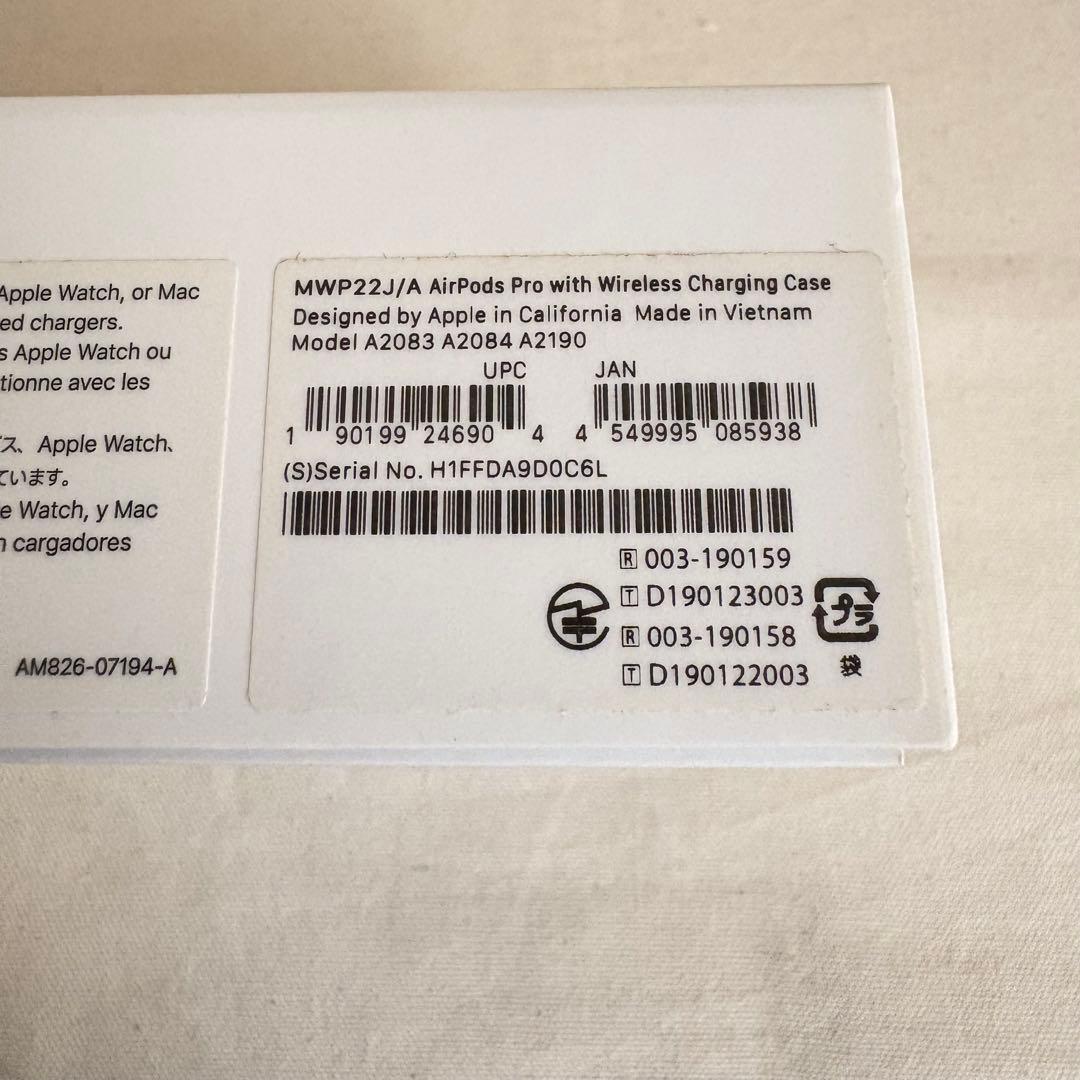 Apple Watch, or Mac
ed chargers.
s Apple Watch ou
tionne avec les
ス、Apple Watch、
ています。
e Watch, y Mac
n cargadores
AM826-07194-A
MWP22J/A AirPods Pro with Wireless Charging Case
Designed by Apple in California Made in Vietnam
Model A2083 A2084 A2190
UPC JAN
1 90199 24690 4 4 549995 085938
(S)Serial No. H1FFDA9D0C6L
R 003-190159
T D190123003
R 003-190158
T D190122003
プラ
袋